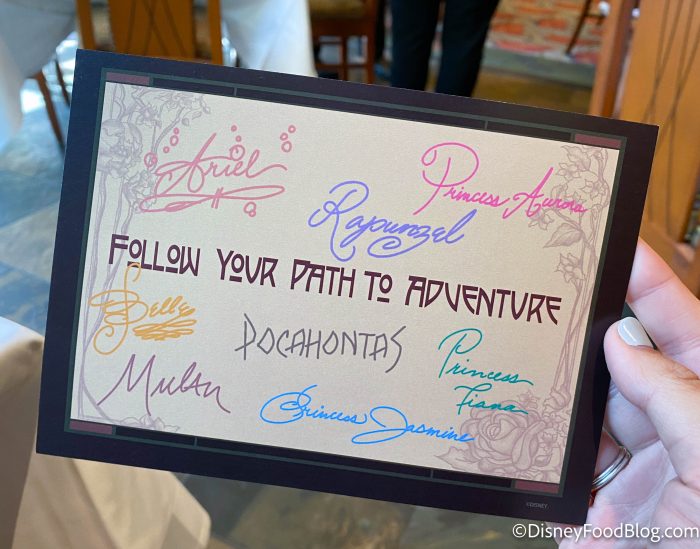 Ariel
Princess Aurora
Rapunzel
FOLLOW YOUR PATH TO ADVENTURE
Belle
POCAHONTAS
Princess
Tiana
Mulan
Princess Jasmine
©DISNEY
©DisneyFoodBlog.com